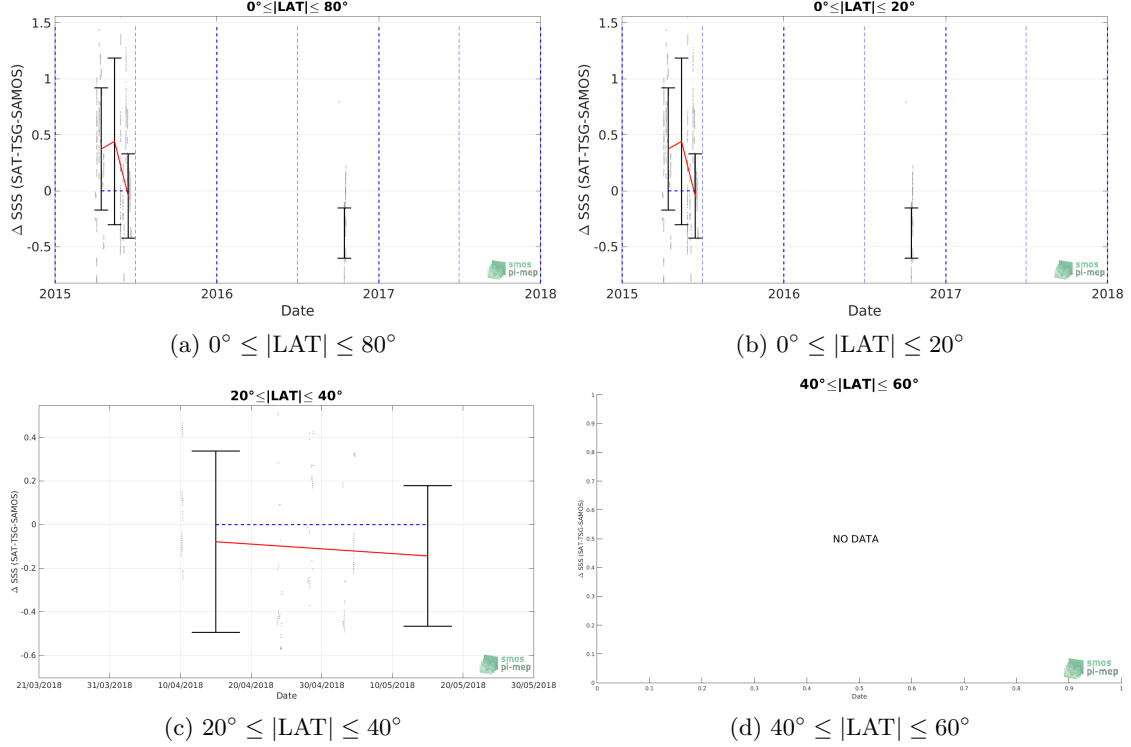 0°≤|LAT|≤ 80°
1.5
1
0.5
0
-0.5
Δ SSS (SAT-TSG-SAMOS)
2015 2016 2017 2018
Date
smos
pi-mep
(a) 0° ≤ |LAT| ≤ 80°
0°≤|LAT|≤ 20°
1.5
1
0.5
0
-0.5
Δ SSS (SAT-TSG-SAMOS)
2015 2016 2017 2018
Date
smos
pi-mep
(b) 0° ≤ |LAT| ≤ 20°
20°≤|LAT|≤ 40°
0.4
0.2
0
-0.2
-0.4
-0.6
Δ SSS (SAT-TSG-SAMOS)
21/03/2018 31/03/2018 10/04/2018 20/04/2018 30/04/2018 10/05/2018 20/05/2018 30/05/2018
Date
smos
pi-mep
(c) 20° ≤ |LAT| ≤ 40°
40°≤|LAT|≤ 60°
1
0.9
0.8
0.7
0.6
0.5
0.4
0.3
0.2
0.1
0
Δ SSS (SAT-TSG-SAMOS)
NO DATA
0 0.1 0.2 0.3 0.4 0.5 0.6 0.7 0.8 0.9 1
Date
smos
pi-mep
(d) 40° ≤ |LAT| ≤ 60°